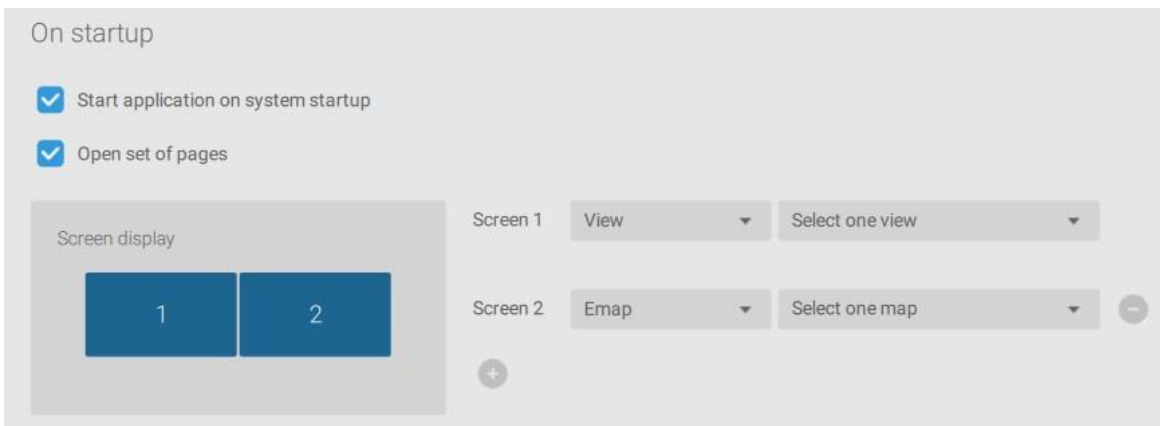 On startup
Start application on system startup
Open set of pages
Screen display
1 2
Screen 1 View Select one view
Screen 2 Emap Select one map